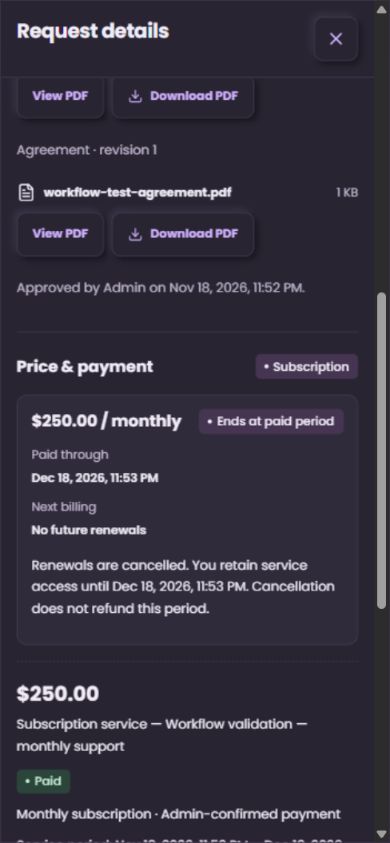 Request details
View PDF
Download PDF
Agreement · revision 1
workflow-test-agreement.pdf
1 KB
View PDF
Download PDF
Approved by Admin on Nov 18, 2026, 11:52 PM.
Price & payment
• Subscription
$250.00 / monthly
• Ends at paid period
Paid through
Dec 18, 2026, 11:53 PM
Next billing
No future renewals
Renewals are cancelled. You retain service
access until Dec 18, 2026, 11:53 PM. Cancellation
does not refund this period.
$250.00
Subscription service — Workflow validation —
monthly support
• Paid
Monthly subscription · Admin-confirmed payment